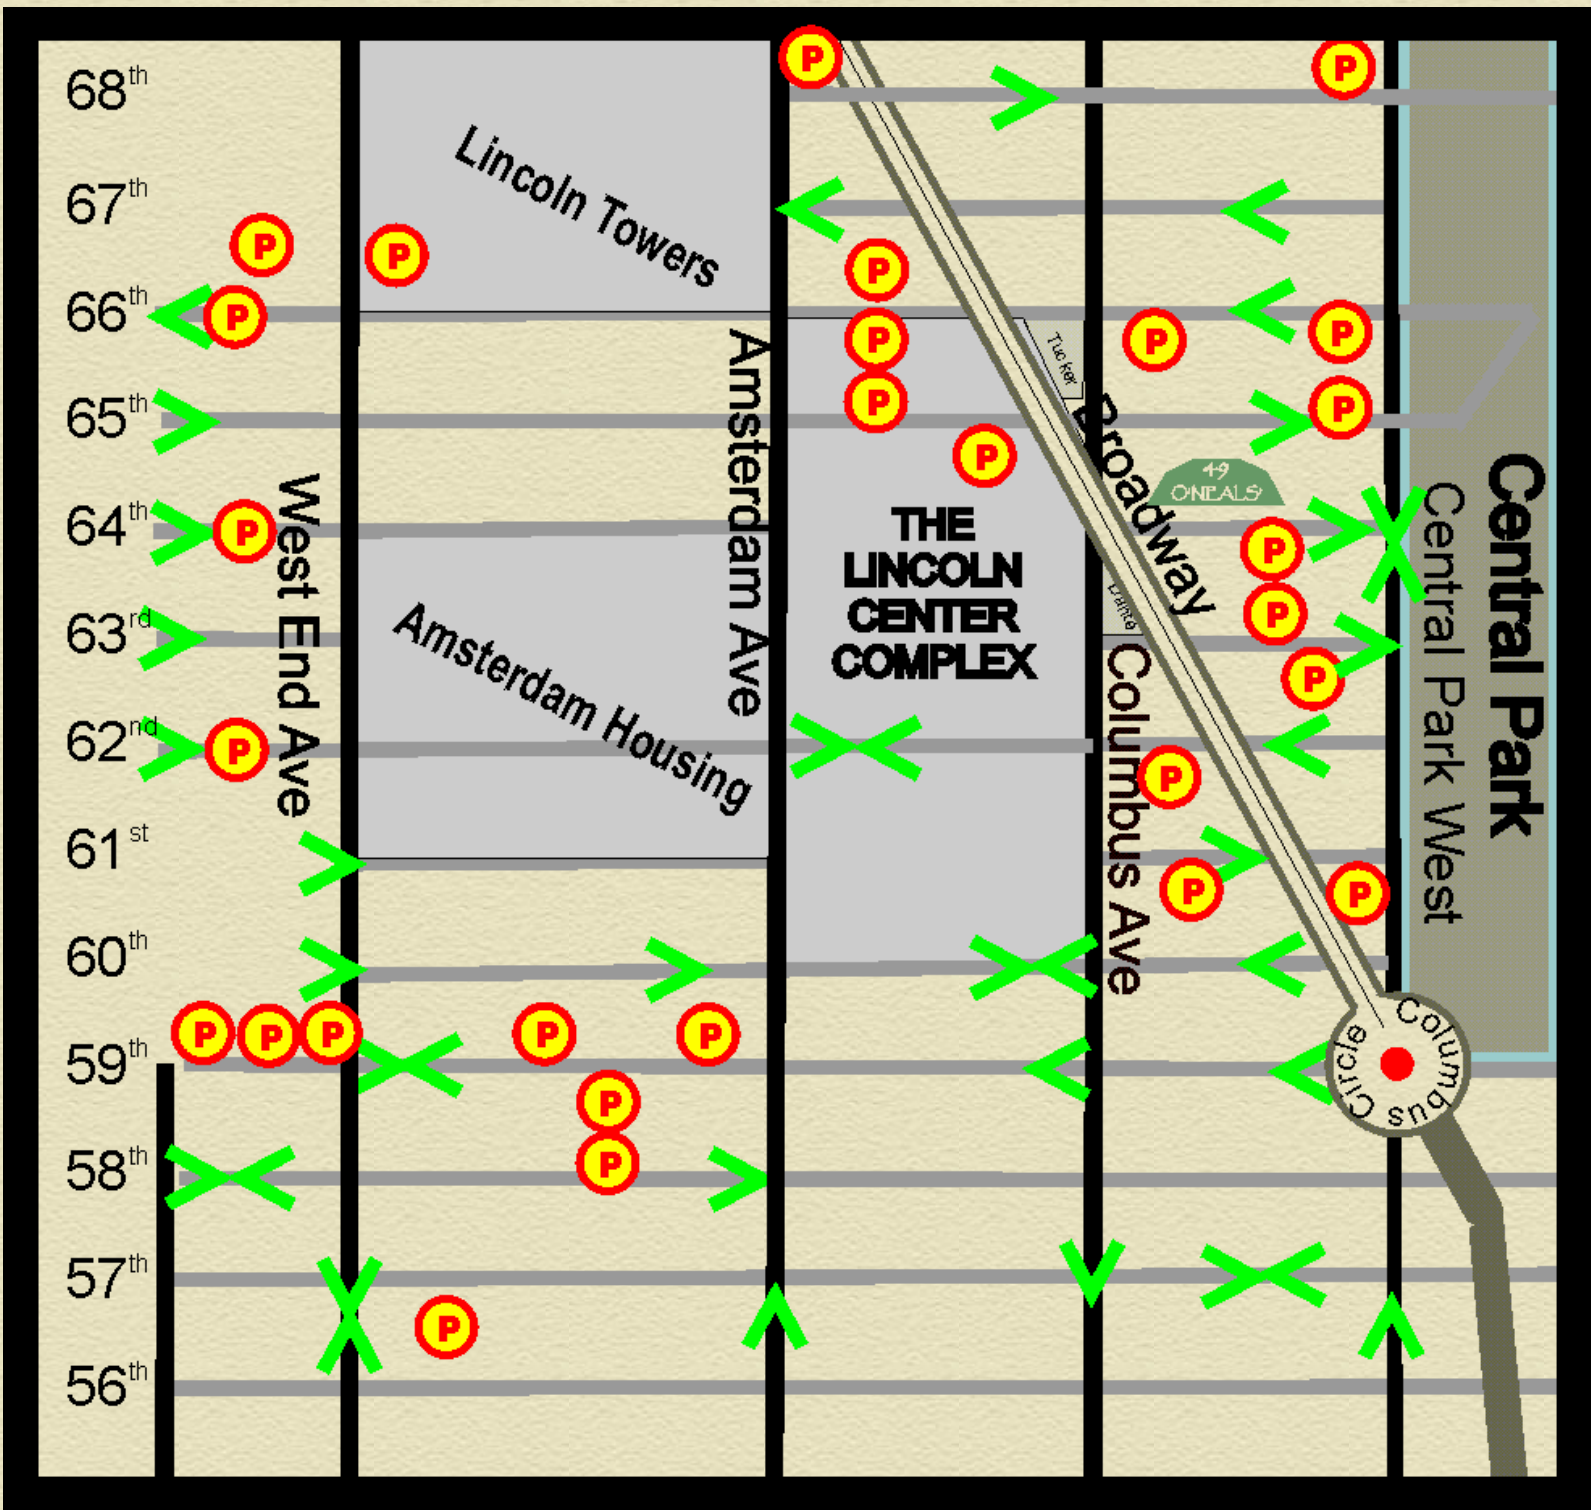 P
P
68th
67th
Lincoln Towers
P
P
P
66th
P
P
P
P
Tucker
65th
P
P
P
Amsterdam Ave
Broadway
49
O'NEALS'
64th
P
P
West End Ave
THE
LINCOLN
CENTER
COMPLEX
Central Park
Central Park West
63rd
Amsterdam Housing
Dante
P
P
62nd
P
P
Columbus Ave
61st
P
P
60th
59th
P
P
P
P
P
P
P
Columbus Circle
58th
57th
P
56th